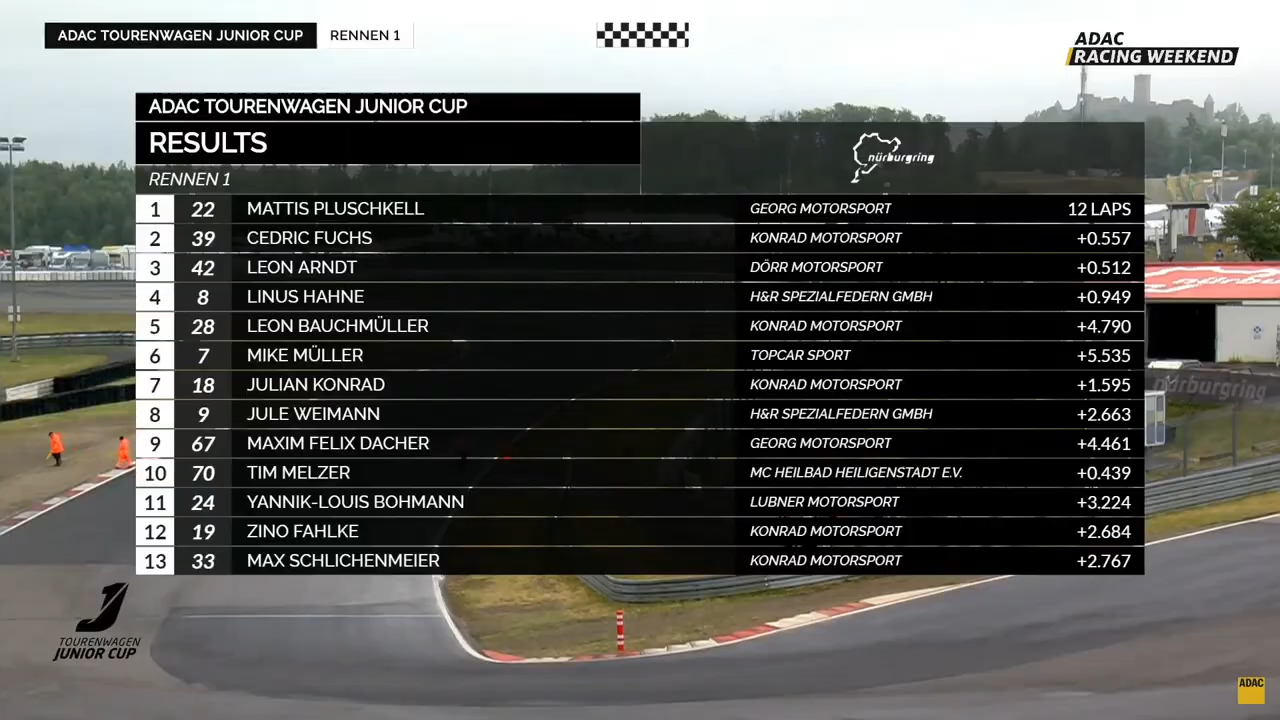 ADAC TOURENWAGEN JUNIOR CUP RENNEN 1
ADAC
RACING WEEKEND
ADAC TOURENWAGEN JUNIOR CUP
RESULTS
nürburgring
RENNEN 1
1 22 MATTIS PLUSCHKELL GEORG MOTORSPORT 12 LAPS
2 39 CEDRIC FUCHS KONRAD MOTORSPORT +0.557
3 42 LEON ARNDT DÖRR MOTORSPORT +0.512
4 8 LINUS HAHNE H&R SPEZIALFEDERN GMBH +0.949
5 28 LEON BAUCHMÜLLER KONRAD MOTORSPORT +4.790
6 7 MIKE MÜLLER TOPCAR SPORT +5.535
7 18 JULIAN KONRAD KONRAD MOTORSPORT +1.595
8 9 JULE WEIMANN H&R SPEZIALFEDERN GMBH +2.663
9 67 MAXIM FELIX DACHER GEORG MOTORSPORT +4.461
10 70 TIM MELZER MC HEILBAD HEILIGENSTADT E.V. +0.439
11 24 YANNIK-LOUIS BOHMANN LUBNER MOTORSPORT +3.224
12 19 ZINO FAHLKE KONRAD MOTORSPORT +2.684
13 33 MAX SCHLICHENMEIER KONRAD MOTORSPORT +2.767
nürburgring
TOURENWAGEN
JUNIOR CUP
ADAC